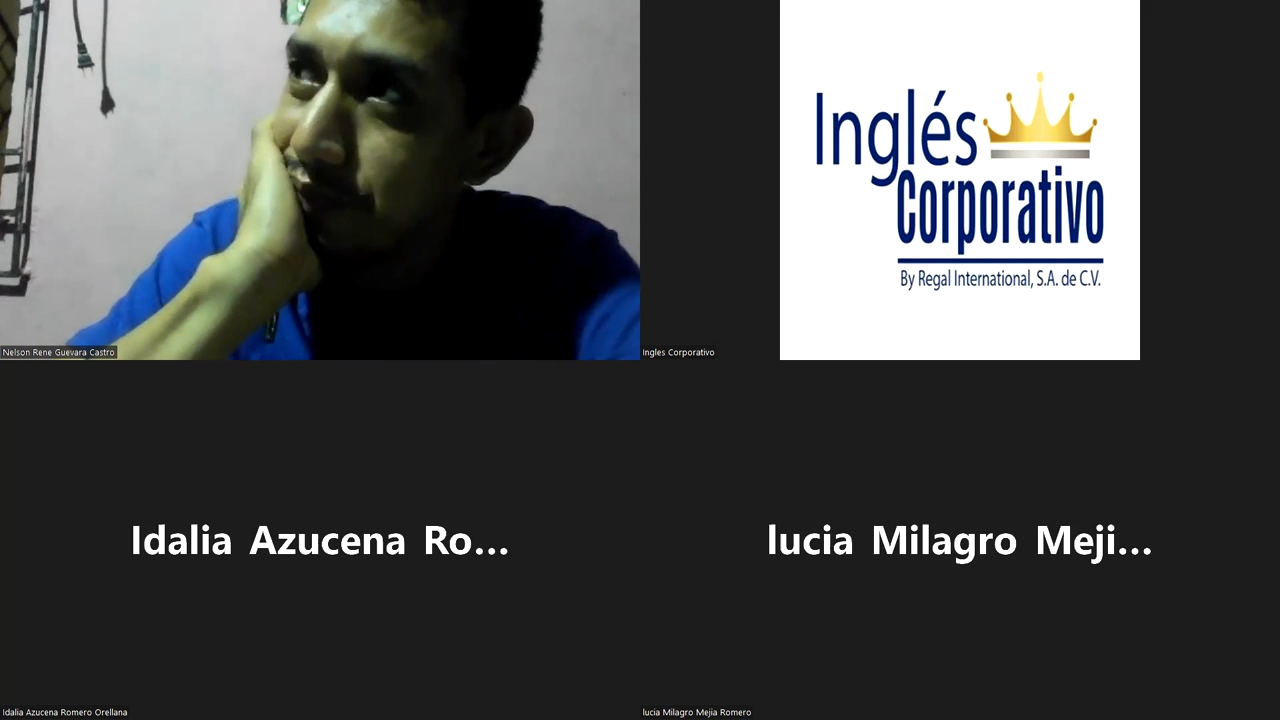 Nelson Rene Guevara Castro
Inglés
Corporativo
By Regal International, S.A. de C.V.
Ingles Corporativo
Idalia Azucena Ro...
lucia Milagro Meji...
Idalia Azucena Romero Orellana
lucia Milagro Mejia Romero